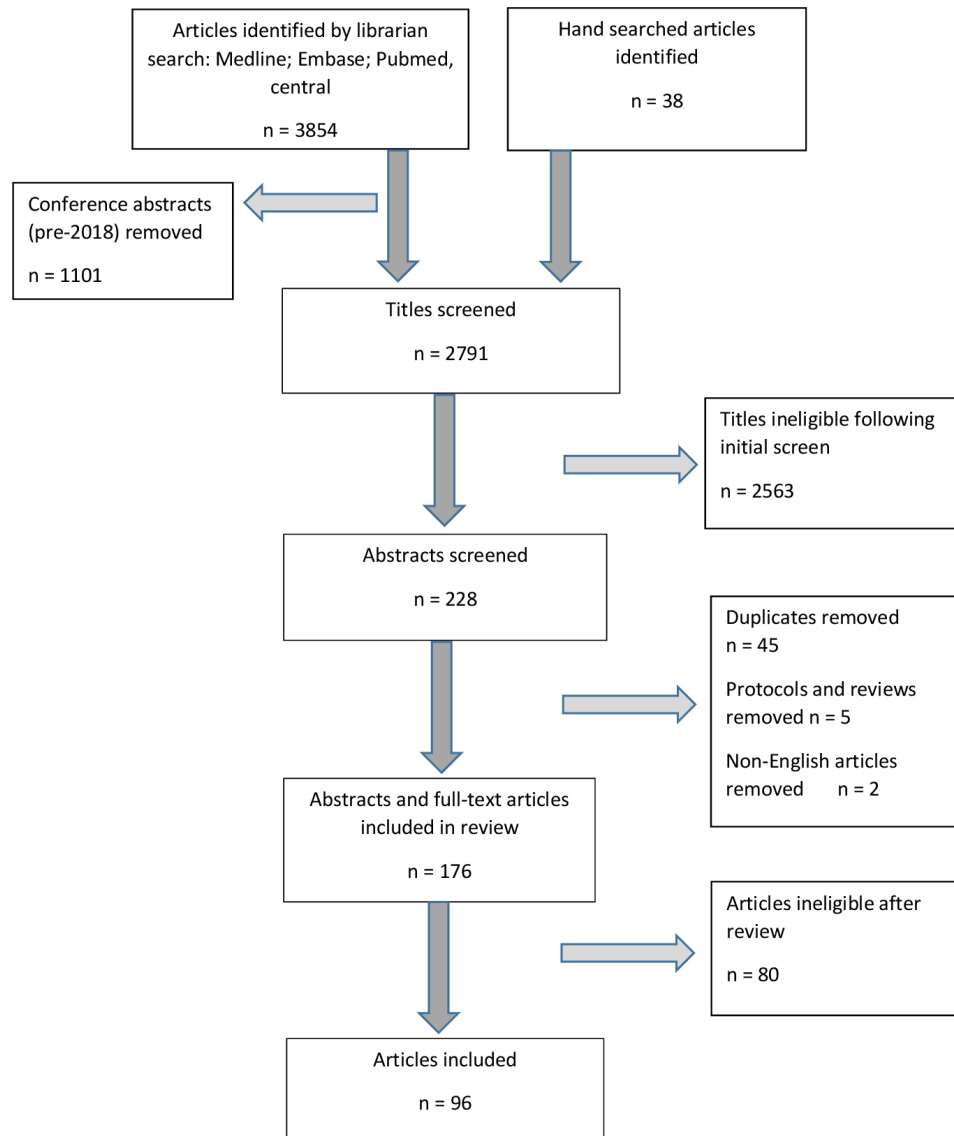 Articles identified by librarian
search: Medline; Embase; Pubmed,
central
n = 3854
Hand searched articles
identified
n = 38
Conference abstracts
(pre-2018) removed
n = 1101
Titles screened
n = 2791
Titles ineligible following
initial screen
n = 2563
Abstracts screened
n = 228
Duplicates removed
n = 45
Protocols and reviews
removed n = 5
Non-English articles
removed n = 2
Abstracts and full-text articles
included in review
n = 176
Articles ineligible after
review
n = 80
Articles included
n = 96